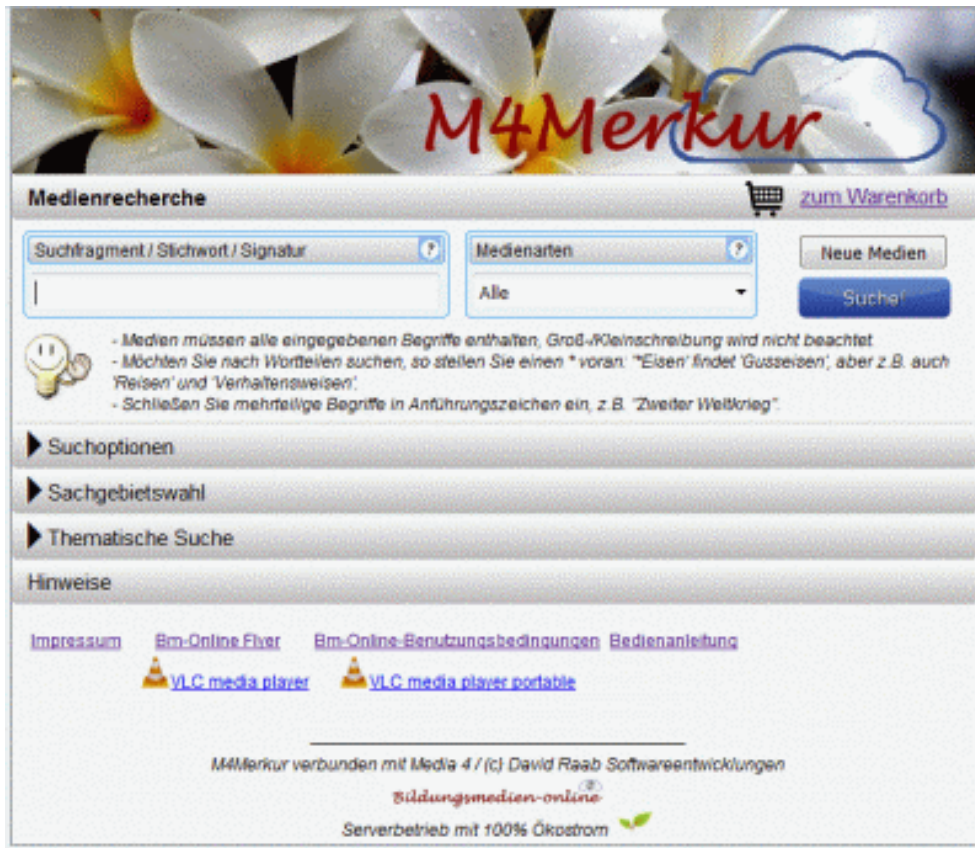 M4Merkur
Medienrecherche zum Warenkorb
Suchfragment / Stichwort / Signatur ? Medienarten ? Neue Medien
Alle Suche!
- Medien müssen alle eingegebenen Begriffe enthalten, Groß-/Kleinschreibung wird nicht beachtet.
- Möchten Sie nach Wortteilen suchen, so stellen Sie einen * voran: '*Eisen' findet 'Gusseisen', aber z.B. auch
'Reisen' und 'Verhaltensweisen'.
- Schließen Sie mehrteilige Begriffe in Anführungszeichen ein, z.B. "Zweiter Weltkrieg".
Suchoptionen
Sachgebietswahl
Thematische Suche
Hinweise
Impressum Bm-Online Flyer Bm-Online-Benutzungsbedingungen Bedienanleitung
VLC media player VLC media player portable
M4Merkur verbunden mit Media 4 / (c) David Raab Softwareentwicklungen
Bildungsmedien-online
Serverbetrieb mit 100% Ökostrom